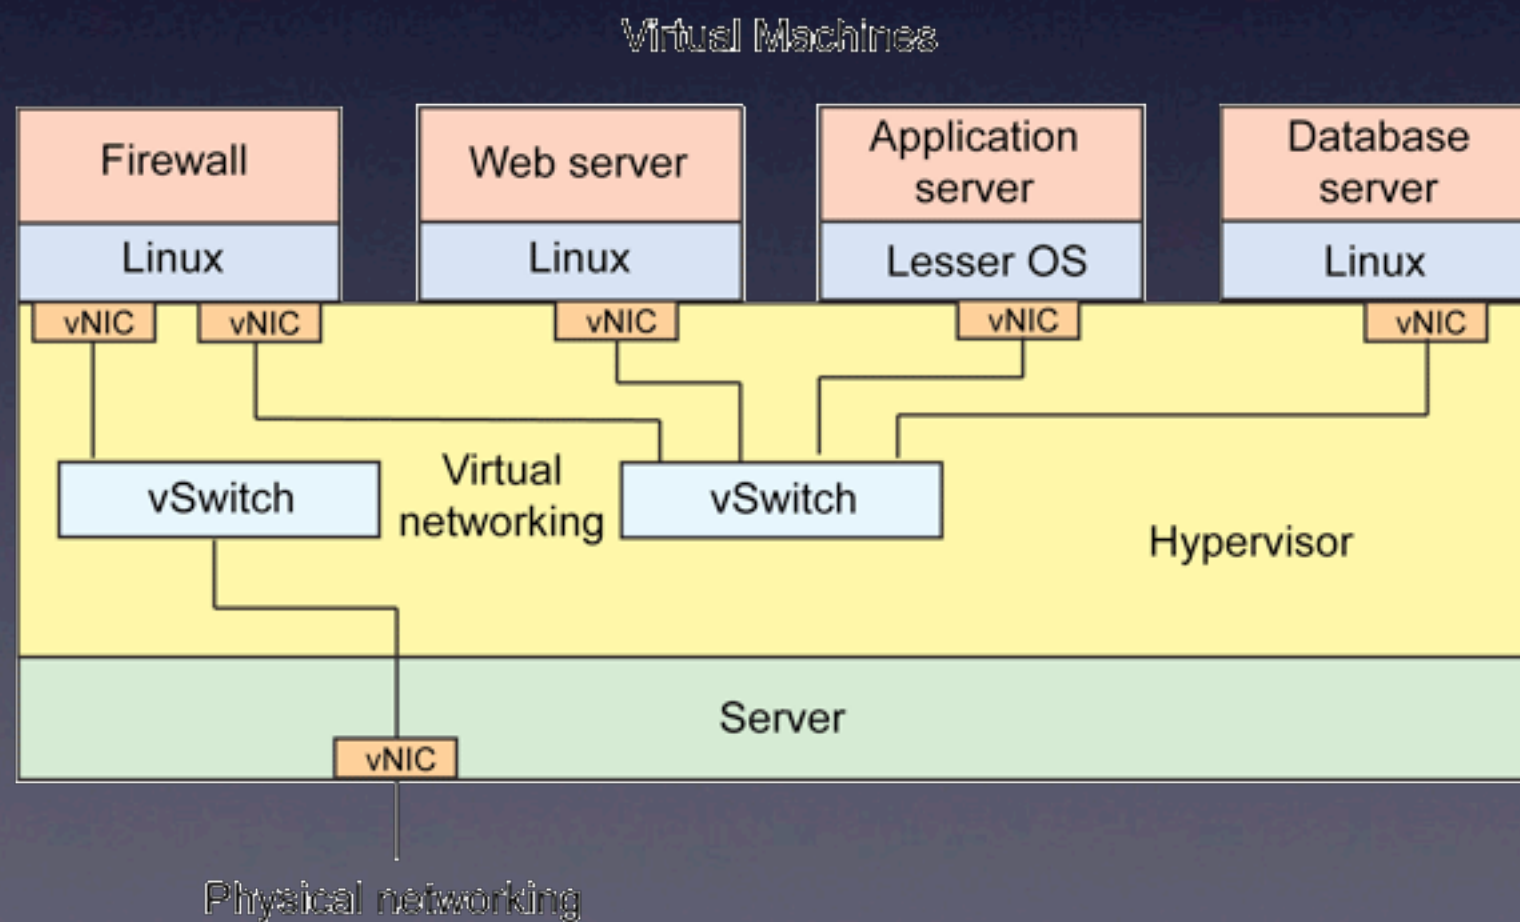 Virtual Machines
Firewall
Linux
vNIC
vNIC
Web server
Linux
vNIC
Application
server
Lesser OS
vNIC
Database
server
Linux
vNIC
vSwitch
Virtual
networking
vSwitch
Hypervisor
Server
vNIC
Physical networking